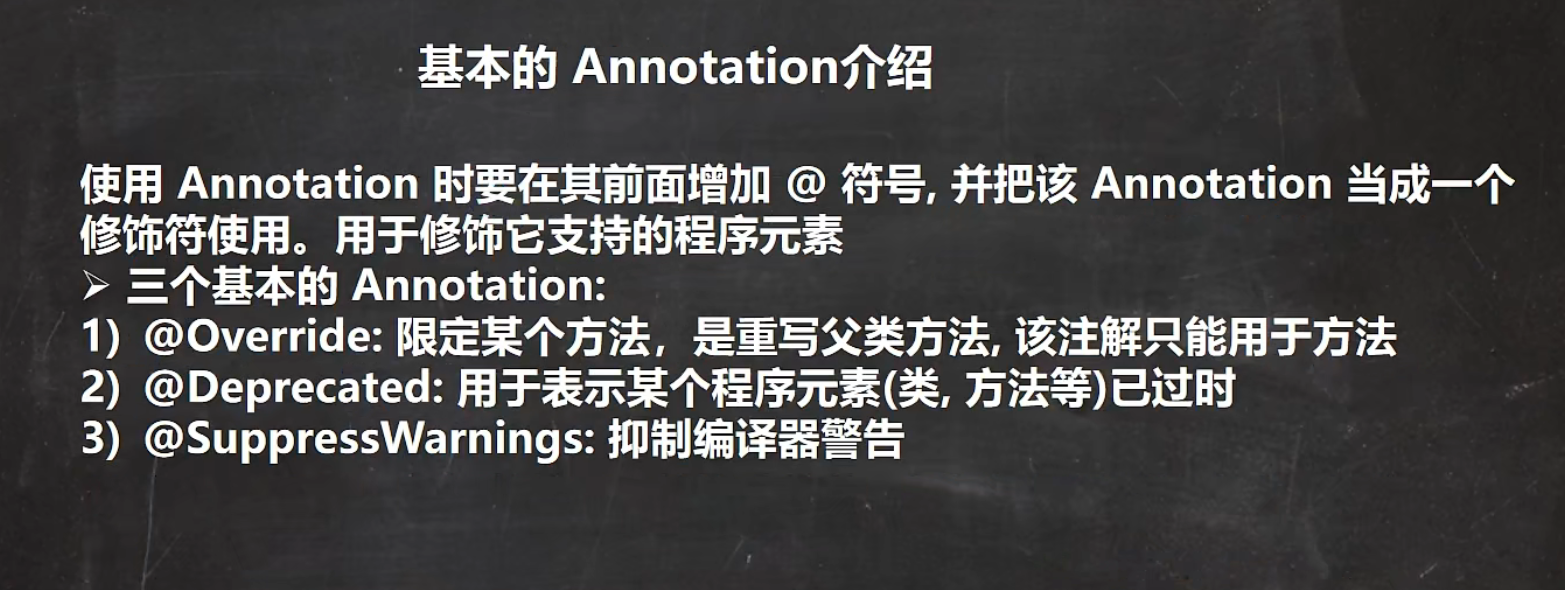 基本的 Annotation介绍
使用 Annotation 时要在其前面增加 @ 符号, 并把该 Annotation 当成一个
修饰符使用。用于修饰它支持的程序元素
➢ 三个基本的 Annotation:
1) @Override: 限定某个方法，是重写父类方法, 该注解只能用于方法
2) @Deprecated: 用于表示某个程序元素(类, 方法等)已过时
3) @SuppressWarnings: 抑制编译器警告